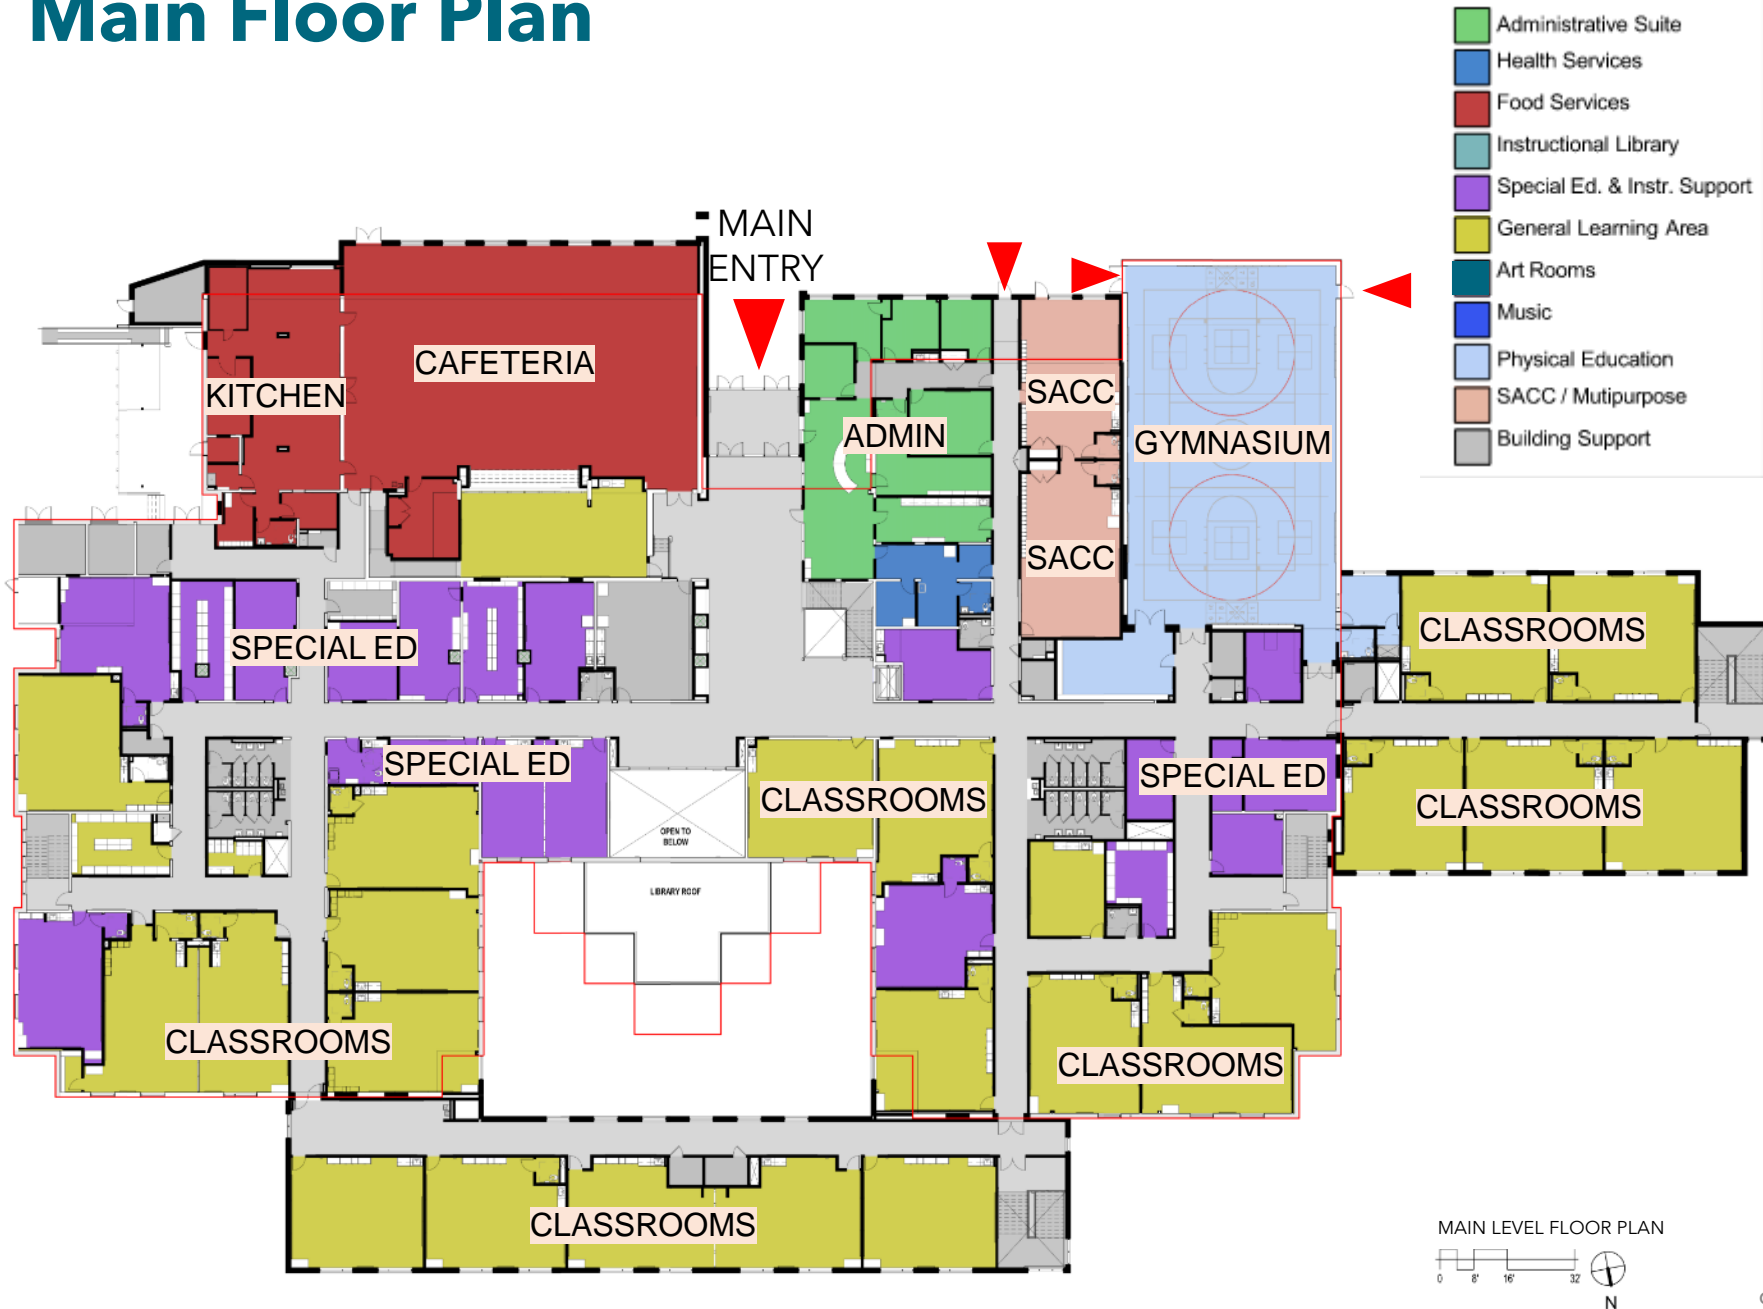 Main Floor Plan
Administrative Suite
Health Services
Food Services
Instructional Library
Special Ed. & Instr. Support
General Learning Area
Art Rooms
Music
Physical Education
SACC / Mutipurpose
Building Support
MAIN
ENTRY
CAFETERIA
KITCHEN
SACC
ADMIN
GYMNASIUM
SACC
CLASSROOMS
SPECIAL ED
SPECIAL ED
SPECIAL ED
CLASSROOMS
CLASSROOMS
OPEN TO
BELOW
LIBRARY ROOF
CLASSROOMS
CLASSROOMS
CLASSROOMS
MAIN LEVEL FLOOR PLAN
0 8' 16' 32'
N